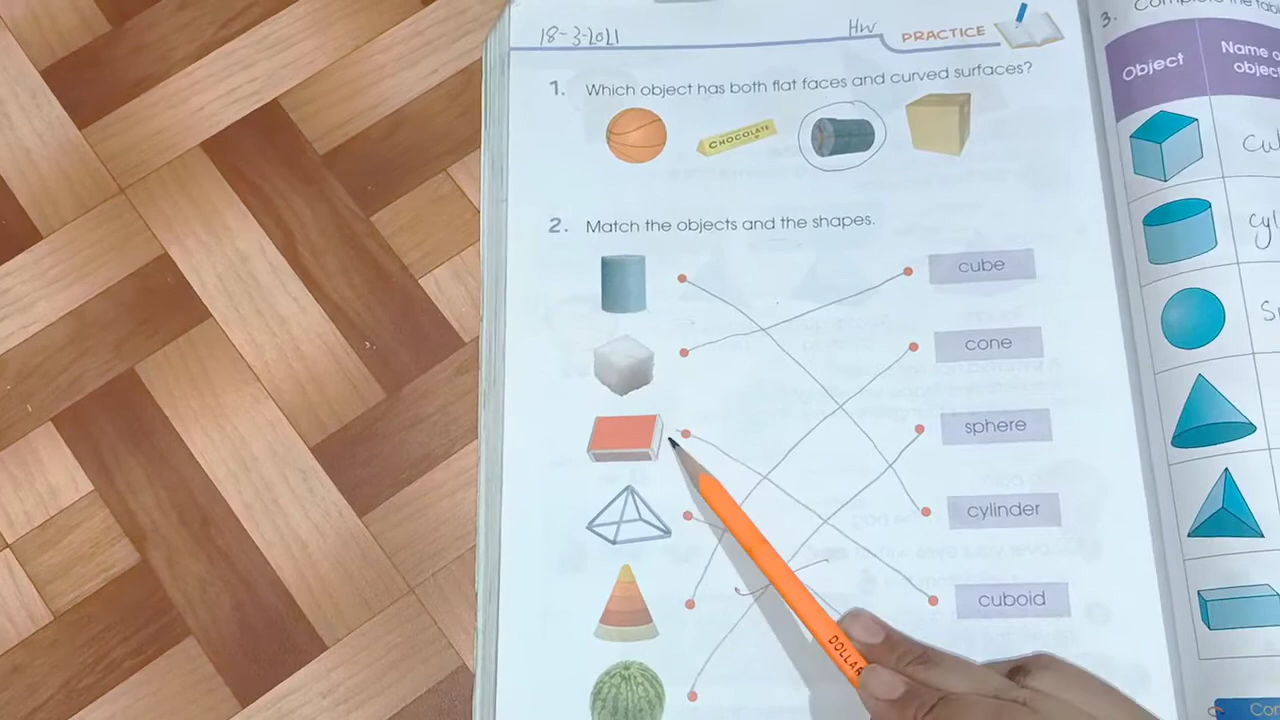 18-3-2021
HW
PRACTICE
1. Which object has both flat faces and curved surfaces?
CHOCOLATE
2. Match the objects and the shapes.
cube
cone
sphere
cylinder
cuboid
DOLLAR
3.
Object
Name